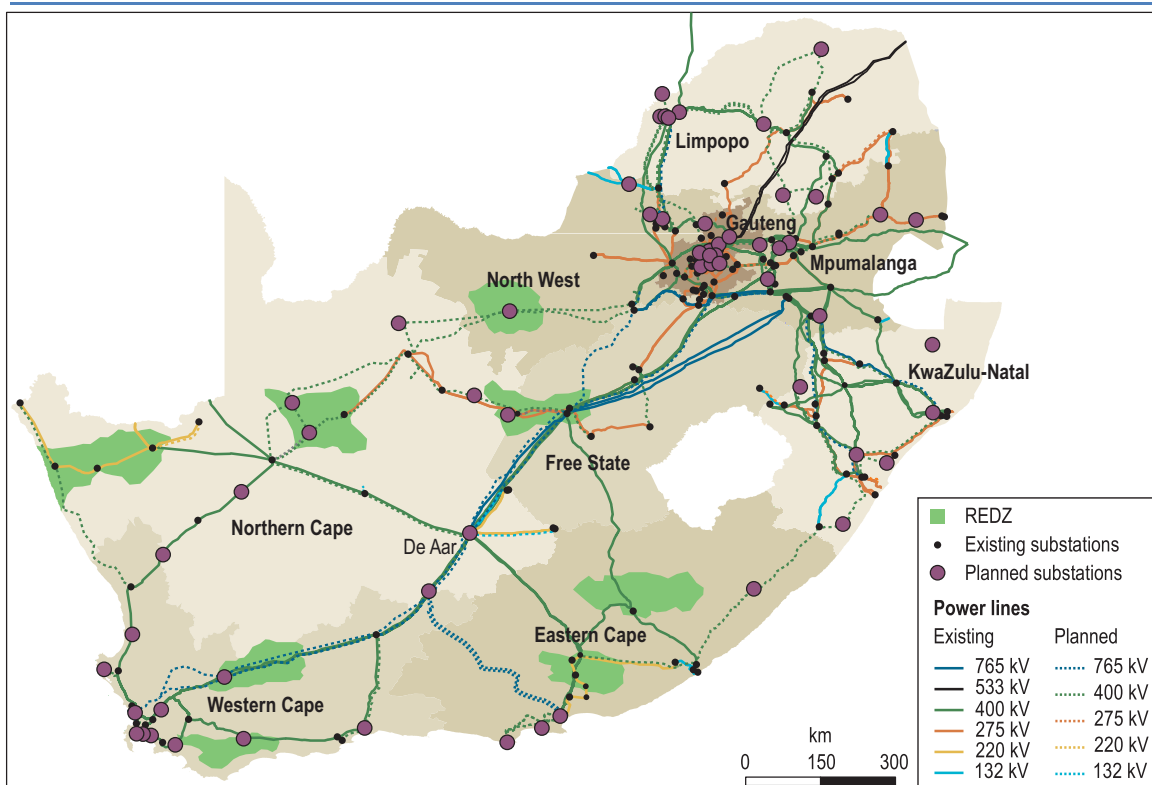 Limpopo
Gauteng
Mpumalanga
North West
KwaZulu-Natal
Free State
Northern Cape
De Aar
Eastern Cape
Western Cape
REDZ
Existing substations
Planned substations
Power lines
Existing Planned
765 kV 765 kV
533 kV
400 kV 400 kV
275 kV 275 kV
220 kV 220 kV
132 kV 132 kV
km
0 150 300